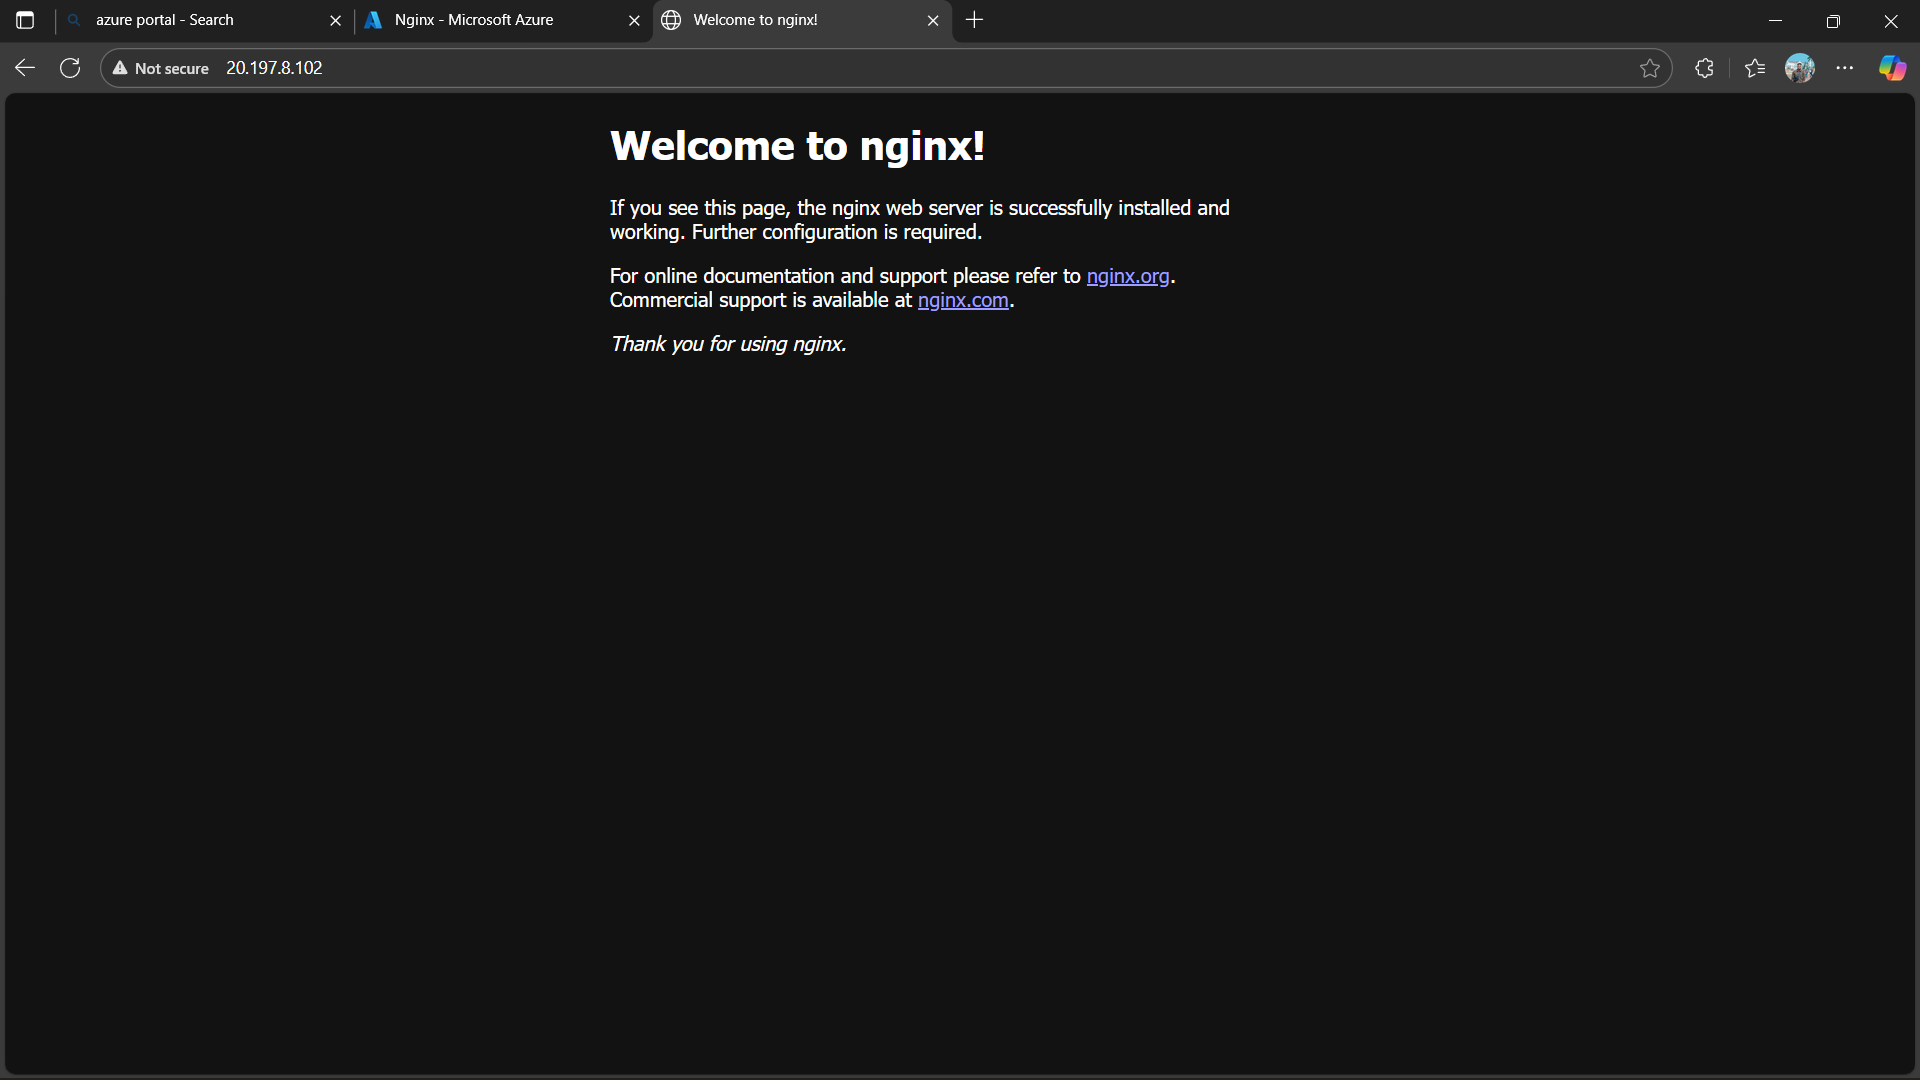 azure portal - Search
Nginx - Microsoft Azure
Welcome to nginx!
Not secure
20.197.8.102
Welcome to nginx!
If you see this page, the nginx web server is successfully installed and
working. Further configuration is required.
For online documentation and support please refer to nginx.org.
Commercial support is available at nginx.com.
Thank you for using nginx.